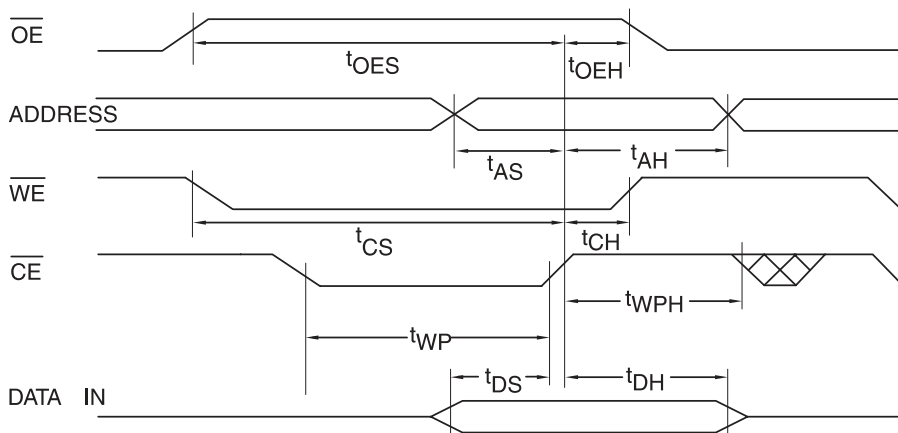 OE
tOES
tOEH
ADDRESS
tAS
tAH
WE
tCS
tCH
CE
tWPH
tWP
tDS
tDH
DATA IN